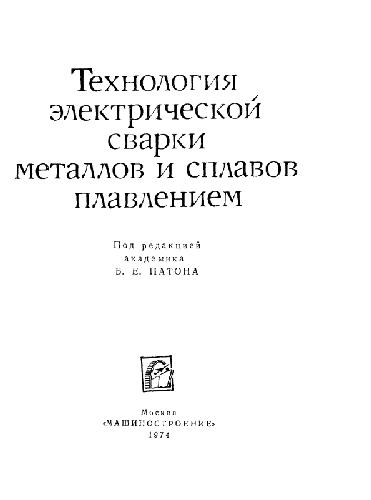 Технология
электрической
сварки
металлов и сплавов
плавлением
Под редакцией
академика
Б. Е. ПАТОНА
Москва
«МАШИНОСТРОЕНИЕ»
1974